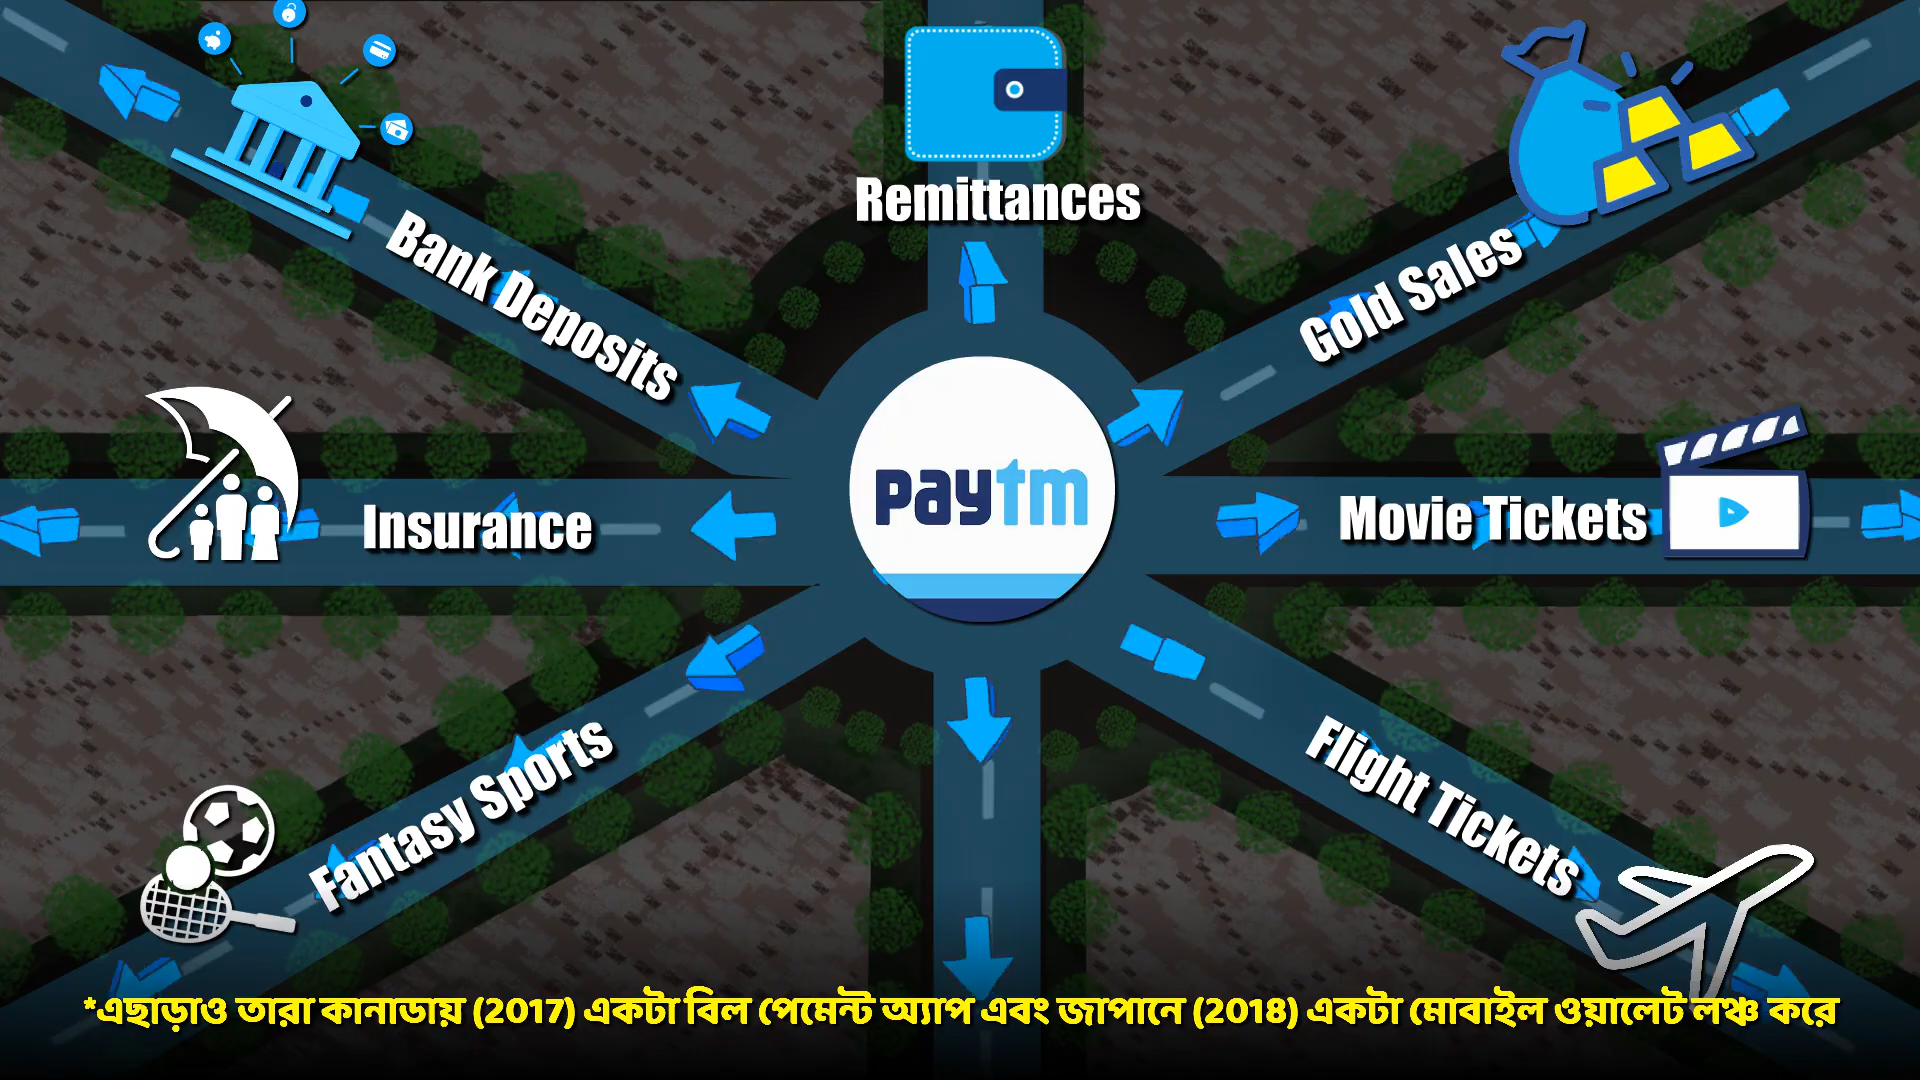 Remittances
Bank Deposits
Gold Sales
paytm
Insurance
Movie Tickets
Fantasy Sports
Flight Tickets
*এছাড়াও তারা কানাডায় (2017) একটা বিল পেমেন্ট অ্যাপ এবং জাপানে (2018) একটা মোবাইল ওয়ালেট লঞ্চ করে